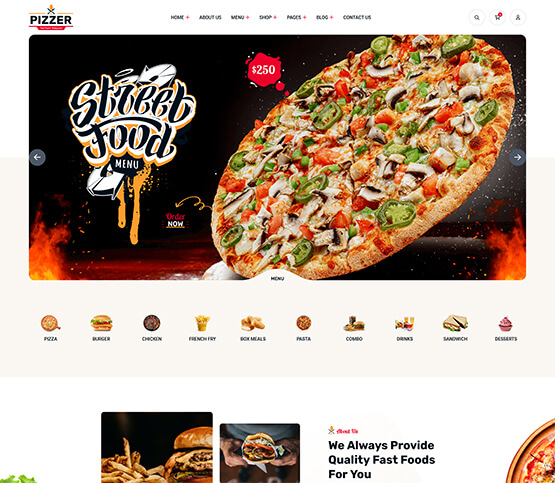 PIZZER
HOME + ABOUT US MENU + SHOP + PAGES + BLOG + CONTACT US
$250
Street
Food
MENU
Order
NOW
MENU
PIZZA BURGER CHICKEN FRENCH FRY BOX MEALS PASTA COMBO DRINKS SANDWICH DESSERTS
About Us
We Always Provide
Quality Fast Foods
For You